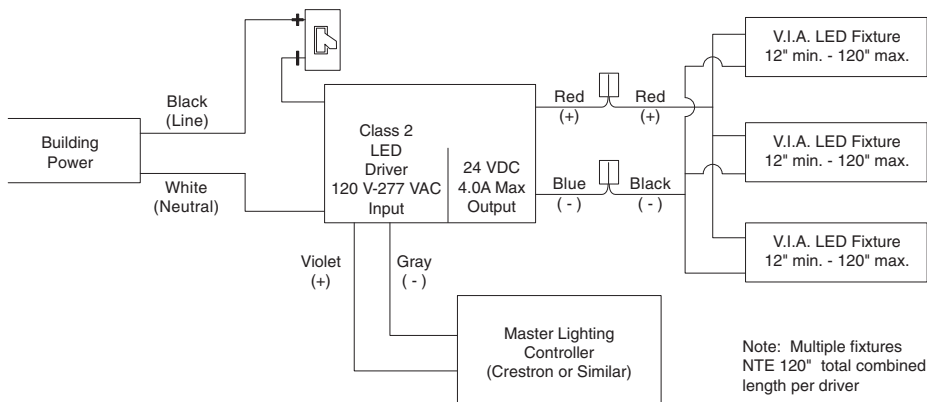 Black
(Line)
Building
Power
White
(Neutral)
Class 2
LED
Driver
120 V-277 VAC
Input
24 VDC
4.0A Max
Output
Red
(+)
Red
(+)
Blue
( - )
Black
( - )
V.I.A. LED Fixture
12" min. - 120" max.
V.I.A. LED Fixture
12" min. - 120" max.
V.I.A. LED Fixture
12" min. - 120" max.
Violet
(+)
Gray
( - )
Master Lighting
Controller
(Crestron or Similar)
Note: Multiple fixtures
NTE 120" total combined
length per driver